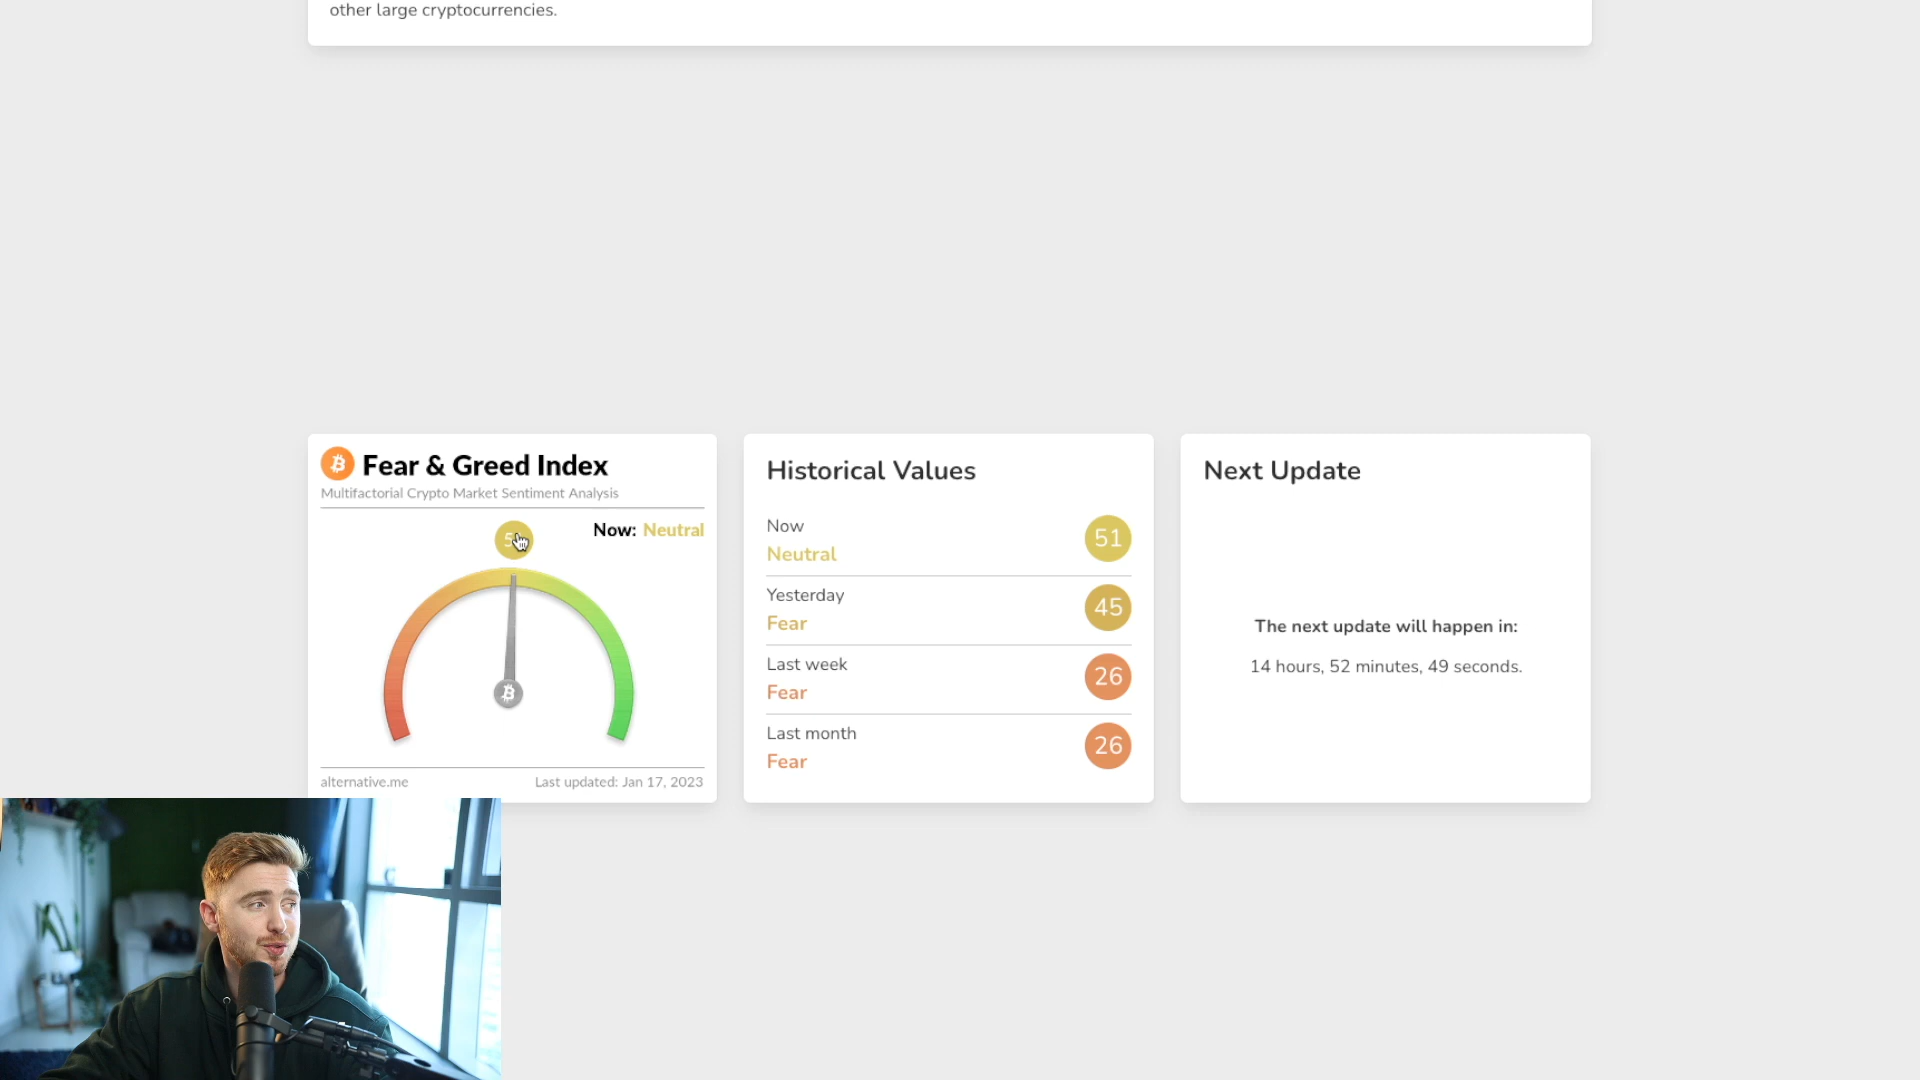 other large cryptocurrencies.
Fear & Greed Index
Multifactorial Crypto Market Sentiment Analysis
Now: Neutral
alternative.me
Last updated: Jan 17, 2023
Historical Values
Now
Neutral
51
Yesterday
Fear
45
Last week
Fear
26
Last month
Fear
26
Next Update
The next update will happen in:
14 hours, 52 minutes, 49 seconds.